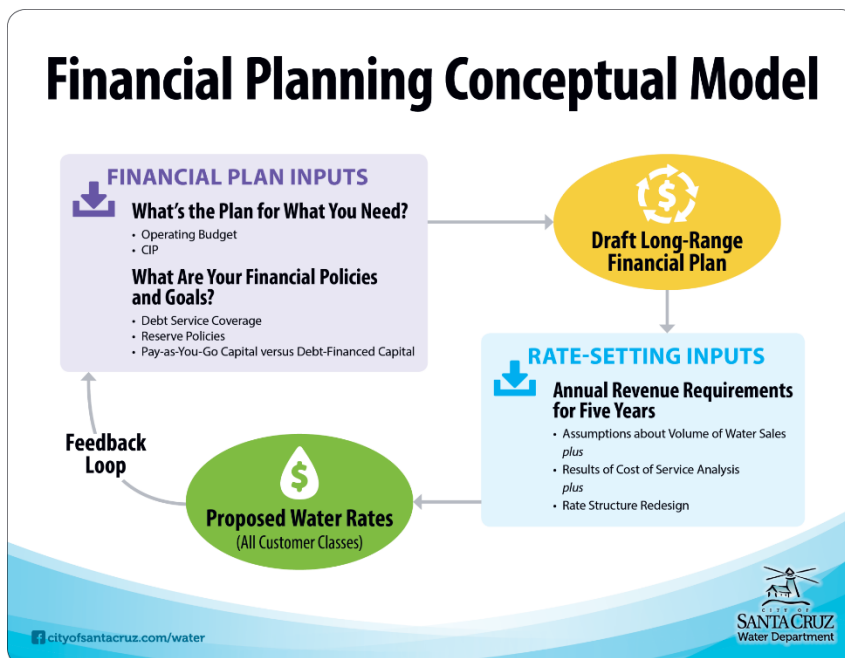 Financial Planning Conceptual Model
FINANCIAL PLAN INPUTS
What's the Plan for What You Need?
• Operating Budget
• CIP
What Are Your Financial Policies
and Goals?
• Debt Service Coverage
• Reserve Policies
• Pay-as-You-Go Capital versus Debt-Financed Capital
$
Draft Long-Range
Financial Plan
RATE-SETTING INPUTS
Annual Revenue Requirements
for Five Years
• Assumptions about Volume of Water Sales
plus
• Results of Cost of Service Analysis
plus
• Rate Structure Redesign
$
Proposed Water Rates
(All Customer Classes)
Feedback
Loop
f cityofsantacruz.com/water
CITY OF
SANTA CRUZ
Water Department